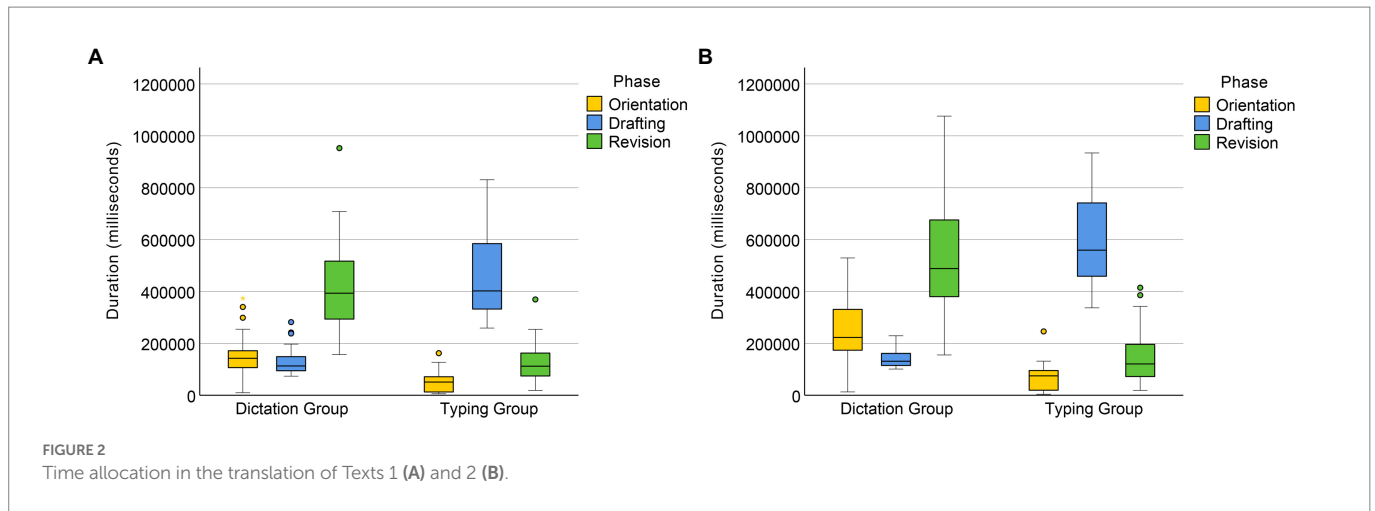 A
Duration (milliseconds)
1200000
1000000
800000
600000
400000
200000
0
Dictation Group
Typing Group
Phase
Orientation
Drafting
Revision
B
Duration (milliseconds)
1200000
1000000
800000
600000
400000
200000
0
Dictation Group
Typing Group
Phase
Orientation
Drafting
Revision
FIGURE 2
Time allocation in the translation of Texts 1 (A) and 2 (B).